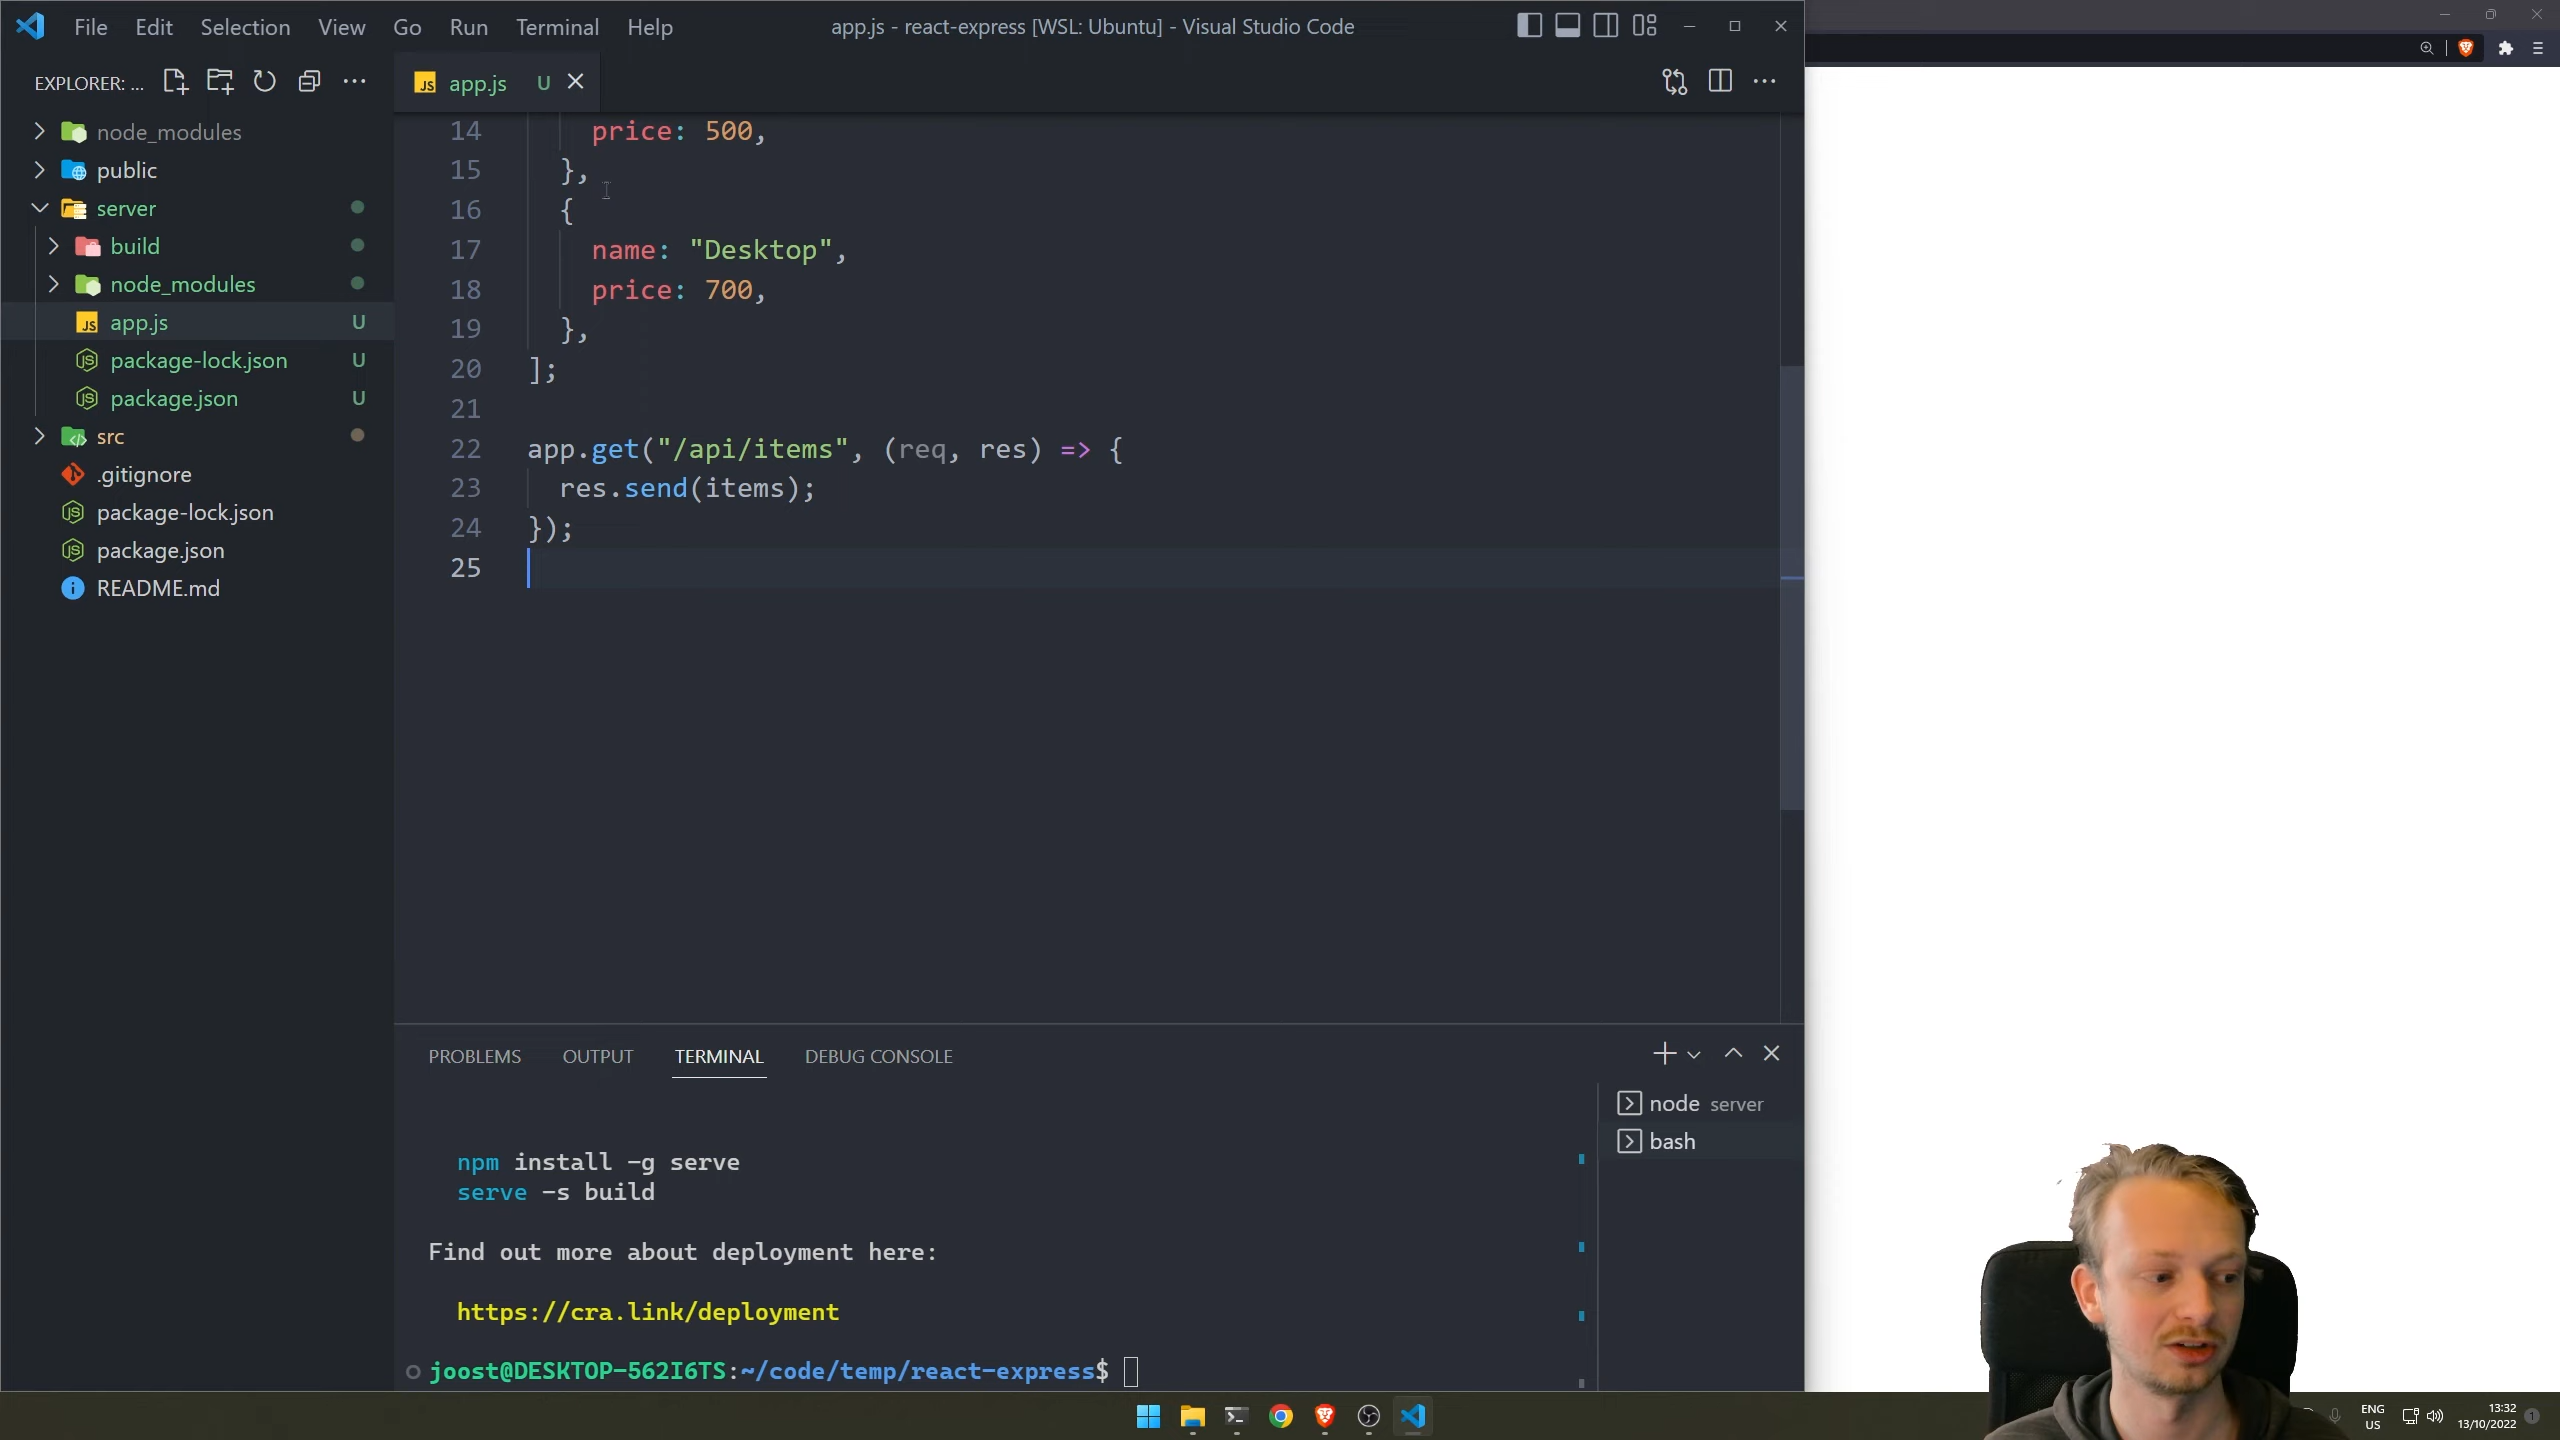 File Edit Selection View Go Run Terminal Help
app.js - react-express [WSL: Ubuntu] - Visual Studio Code
EXPLORER: ...
node_modules
public
server
build
node_modules
JS app.js U
package-lock.json U
package.json U
src
.gitignore
package-lock.json
package.json
README.md
JS app.js U
14 price: 500,
15 },
16 {
17 name: "Desktop",
18 price: 700,
19 },
20 ];
21
22 app.get("/api/items", (req, res) => {
23 res.send(items);
24 });
25
PROBLEMS OUTPUT TERMINAL DEBUG CONSOLE
npm install -g serve
serve -s build
Find out more about deployment here:
https://cra.link/deployment
joost@DESKTOP-562I6TS:~/code/temp/react-express$
node server
bash
ENG
US
13:32
13/10/2022
1